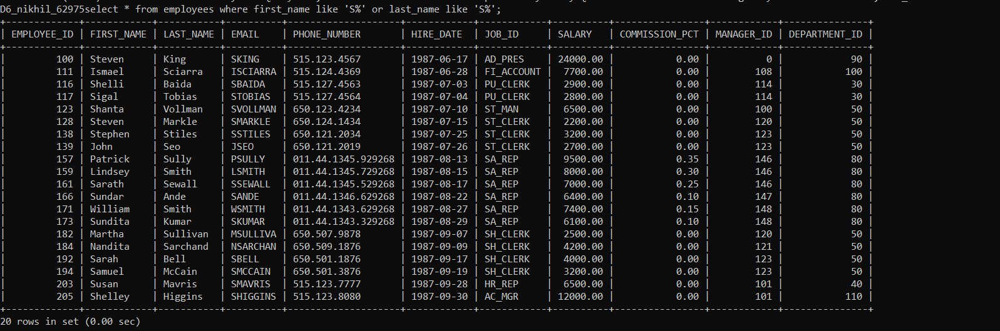 D6_nikhil_62975select * from employees where first_name like 'S%' or last_name like 'S%';
+-------------+------------+-----------+----------+--------------------+------------+------------+----------+----------------+------------+---------------+
| EMPLOYEE_ID | FIRST_NAME | LAST_NAME | EMAIL    | PHONE_NUMBER       | HIRE_DATE  | JOB_ID     | SALARY   | COMMISSION_PCT | MANAGER_ID | DEPARTMENT_ID |
+-------------+------------+-----------+----------+--------------------+------------+------------+----------+----------------+------------+---------------+
| 100 | Steven | King | SKING | 515.123.4567 | 1987-06-17 | AD_PRES | 24000.00 | 0.00 | 0 | 90 |
| 111 | Ismael | Sciarra | ISCIARRA | 515.124.4369 | 1987-06-28 | FI_ACCOUNT | 7700.00 | 0.00 | 108 | 100 |
| 116 | Shelli | Baida | SBAIDA | 515.127.4563 | 1987-07-03 | PU_CLERK | 2900.00 | 0.00 | 114 | 30 |
| 117 | Sigal | Tobias | STOBIAS | 515.127.4564 | 1987-07-04 | PU_CLERK | 2800.00 | 0.00 | 114 | 30 |
| 123 | Shanta | Vollman | SVOLLMAN | 650.123.4234 | 1987-07-10 | ST_MAN | 6500.00 | 0.00 | 100 | 50 |
| 128 | Steven | Markle | SMARKLE | 650.124.1434 | 1987-07-15 | ST_CLERK | 2200.00 | 0.00 | 120 | 50 |
| 138 | Stephen | Stiles | SSTILES | 650.121.2034 | 1987-07-25 | ST_CLERK | 3200.00 | 0.00 | 123 | 50 |
| 139 | John | Seo | JSEO | 650.121.2019 | 1987-07-26 | ST_CLERK | 2700.00 | 0.00 | 123 | 50 |
| 157 | Patrick | Sully | PSULLY | 011.44.1345.929268 | 1987-08-13 | SA_REP | 9500.00 | 0.35 | 146 | 80 |
| 159 | Lindsey | Smith | LSMITH | 011.44.1345.729268 | 1987-08-15 | SA_REP | 8000.00 | 0.30 | 146 | 80 |
| 161 | Sarath | Sewall | SSEWALL | 011.44.1345.529268 | 1987-08-17 | SA_REP | 7000.00 | 0.25 | 146 | 80 |
| 166 | Sundar | Ande | SANDE | 011.44.1346.629268 | 1987-08-22 | SA_REP | 6400.00 | 0.10 | 147 | 80 |
| 171 | William | Smith | WSMITH | 011.44.1343.629268 | 1987-08-27 | SA_REP | 7400.00 | 0.15 | 148 | 80 |
| 173 | Sundita | Kumar | SKUMAR | 011.44.1343.329268 | 1987-08-29 | SA_REP | 6100.00 | 0.10 | 148 | 80 |
| 182 | Martha | Sullivan | MSULLIVA | 650.507.9878 | 1987-09-07 | SH_CLERK | 2500.00 | 0.00 | 120 | 50 |
| 184 | Nandita | Sarchand | NSARCHAN | 650.509.1876 | 1987-09-09 | SH_CLERK | 4200.00 | 0.00 | 121 | 50 |
| 192 | Sarah | Bell | SBELL | 650.501.1876 | 1987-09-17 | SH_CLERK | 4000.00 | 0.00 | 123 | 50 |
| 194 | Samuel | McCain | SMCCAIN | 650.501.3876 | 1987-09-19 | SH_CLERK | 3200.00 | 0.00 | 123 | 50 |
| 203 | Susan | Mavris | SMAVRIS | 515.123.7777 | 1987-09-28 | HR_REP | 6500.00 | 0.00 | 101 | 40 |
| 205 | Shelley | Higgins | SHIGGINS | 515.123.8080 | 1987-09-30 | AC_MGR | 12000.00 | 0.00 | 101 | 110 |
+-------------+------------+-----------+----------+--------------------+------------+------------+----------+----------------+------------+---------------+
20 rows in set (0.00 sec)